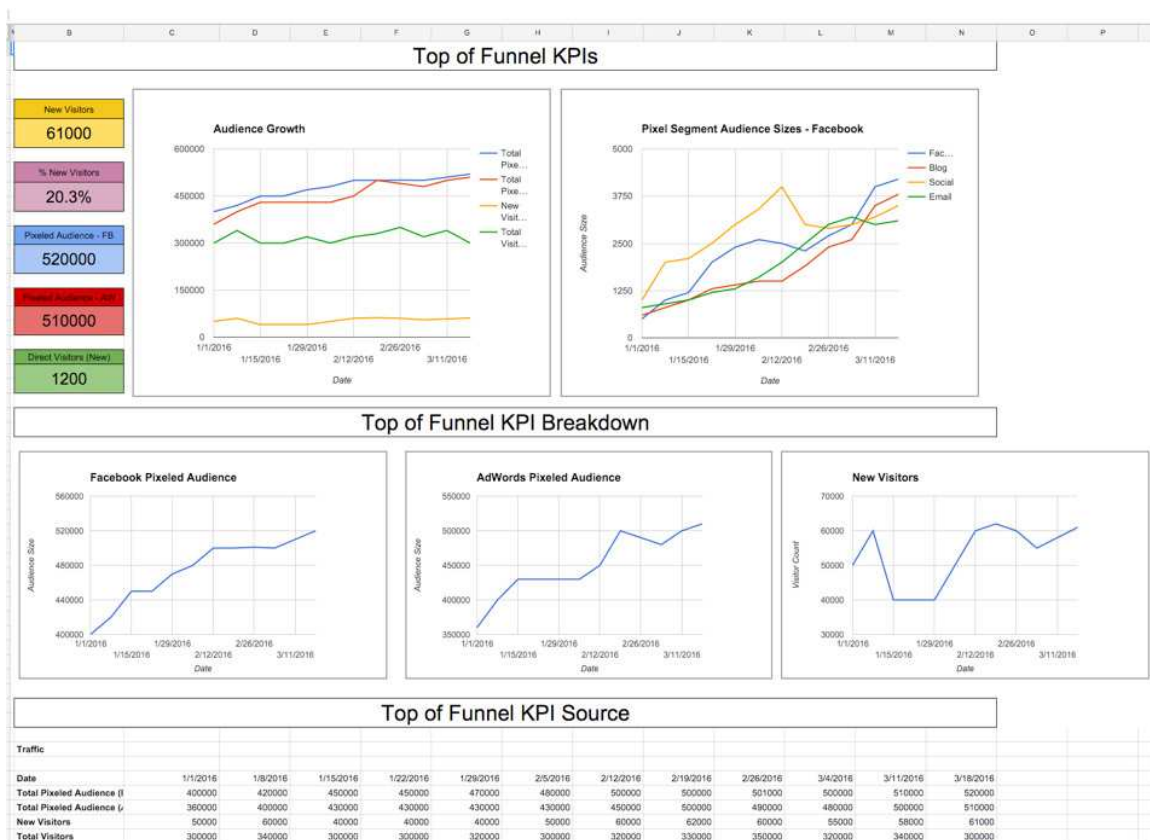 B C D E F G H I J K L M N O P
Top of Funnel KPIs
New Visitors
61000
% New Visitors
20.3%
Pixeled Audience - FB
520000
Pixeled Audience - AW
510000
Direct Visitors (New)
1200
Audience Growth
600000
450000
300000
150000
0
1/1/2016 1/29/2016 2/26/2016
1/15/2016 2/12/2016 3/11/2016
Date
Total
Pixe...
Total
Pixe...
New
Visit...
Total
Visit...
Pixel Segment Audience Sizes - Facebook
Audience Size
5000
3750
2500
1250
0
1/1/2016 1/29/2016 2/26/2016
1/15/2016 2/12/2016 3/11/2016
Date
Fac...
Blog
Social
Email
Top of Funnel KPI Breakdown
Facebook Pixeled Audience
Audience Size
560000
520000
480000
440000
400000
1/1/2016 1/29/2016 2/26/2016
1/15/2016 2/12/2016 3/11/2016
Date
AdWords Pixeled Audience
Audience Size
550000
500000
450000
400000
350000
1/1/2016 1/29/2016 2/26/2016
1/15/2016 2/12/2016 3/11/2016
Date
New Visitors
Visitor Count
70000
60000
50000
40000
30000
1/1/2016 1/29/2016 2/26/2016
1/15/2016 2/12/2016 3/11/2016
Date
Top of Funnel KPI Source
Traffic
Date 1/1/2016 1/8/2016 1/15/2016 1/22/2016 1/29/2016 2/5/2016 2/12/2016 2/19/2016 2/26/2016 3/4/2016 3/11/2016 3/18/2016
Total Pixeled Audience ( 400000 420000 450000 450000 470000 480000 500000 500000 501000 500000 510000 520000
Total Pixeled Audience ( 360000 400000 430000 430000 430000 430000 450000 500000 490000 480000 500000 510000
New Visitors 50000 60000 40000 40000 40000 50000 60000 62000 60000 55000 58000 61000
Total Visitors 300000 340000 300000 300000 320000 300000 320000 330000 350000 320000 340000 300000